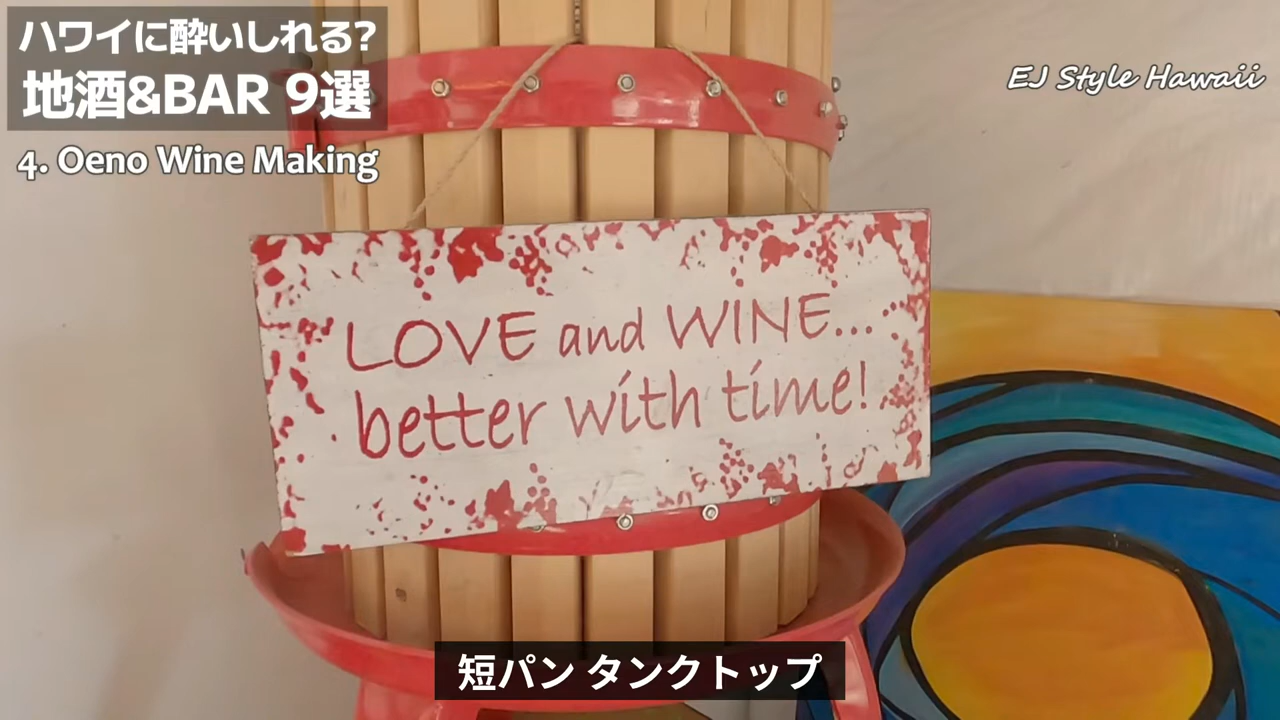 ハワイに酔いしれる?
地酒&BAR 9選
4. Oeno Wine Making
EJ Style Hawaii
LOVE and WINE...
better with time!
短パン タンクトップ